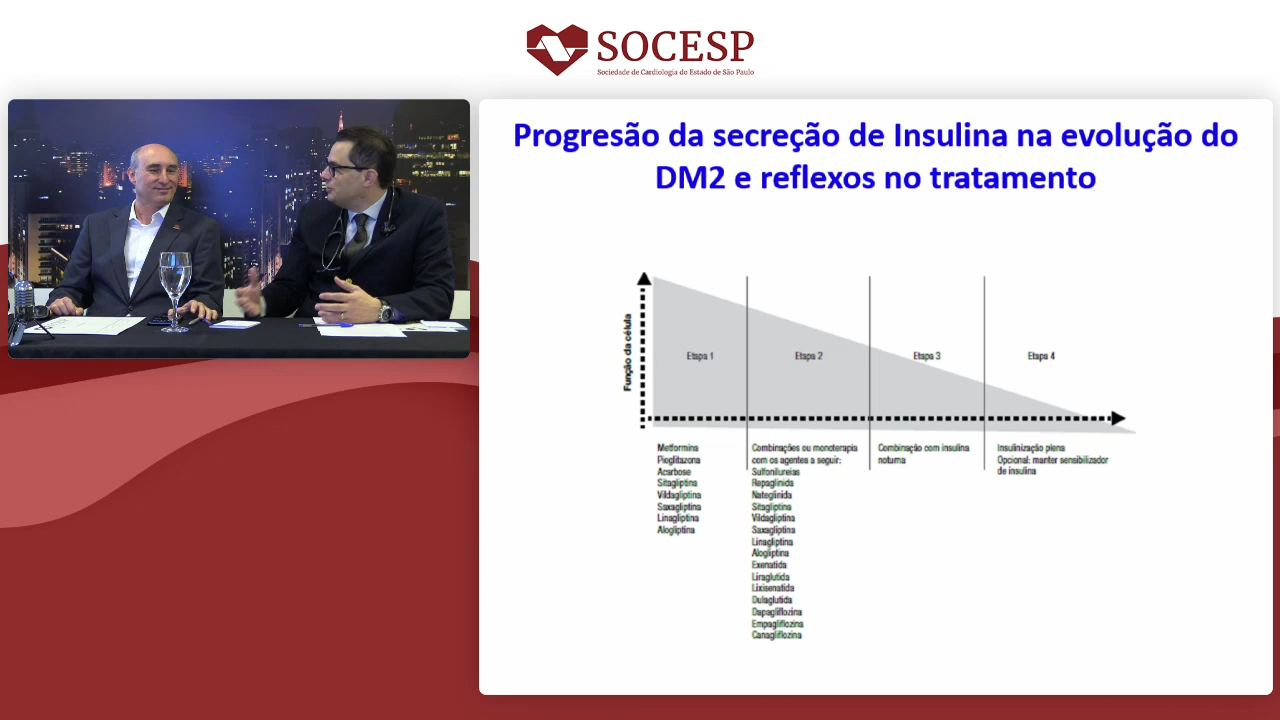 SOCESP
Sociedade de Cardiologia do Estado de São Paulo
Progresão da secreção de Insulina na evolução do
DM2 e reflexos no tratamento
Função da célula
Etapa 1
Etapa 2
Etapa 3
Etapa 4
Metformina
Pioglitazona
Acarbose
Sitagliptina
Vildagliptina
Saxagliptina
Linagliptina
Alogliptina
Combinações ou monoterapia
com os agentes a seguir:
Sulfonilureias
Repaglinida
Nateglinida
Sitagliptina
Vildagliptina
Saxagliptina
Linagliptina
Alogliptina
Exenatida
Liraglutida
Lixisenatida
Dulaglutida
Dapagliflozina
Empagliflozina
Canagliflozina
Combinação com insulina
noturna
Insulinização plena
Opcional: manter sensibilizador
de insulina